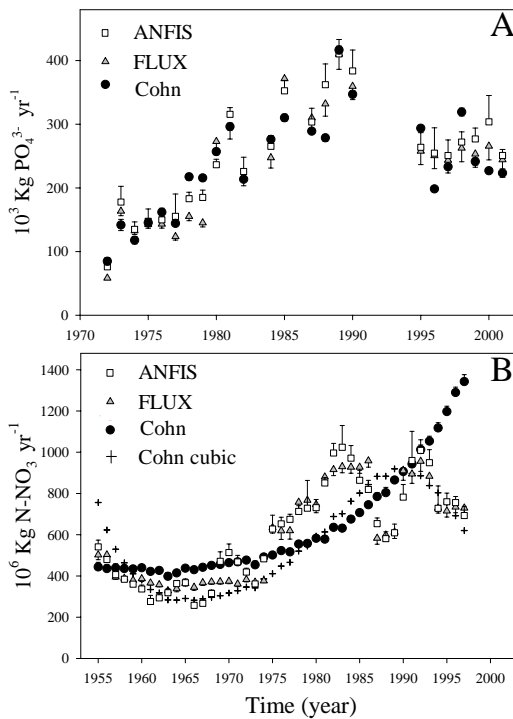 A
ANFIS
FLUX
Cohn
10³ Kg PO₄³⁻ yr⁻¹
400
300
200
100
0
1970 1975 1980 1985 1990 1995 2000
B
ANFIS
FLUX
Cohn
Cohn cubic
10⁶ Kg N-NO₃ yr⁻¹
1400
1200
1000
800
600
400
200
0
1955 1960 1965 1970 1975 1980 1985 1990 1995 2000
Time (year)